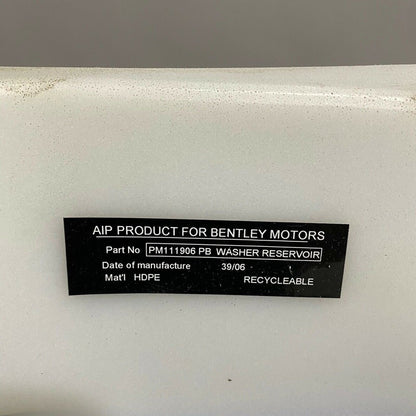 AIP PRODUCT FOR BENTLEY MOTORS
Part No PM111906 PB WASHER RESERVOIR
Date of manufacture 39/06
Mat'l HDPE RECYCLEABLE